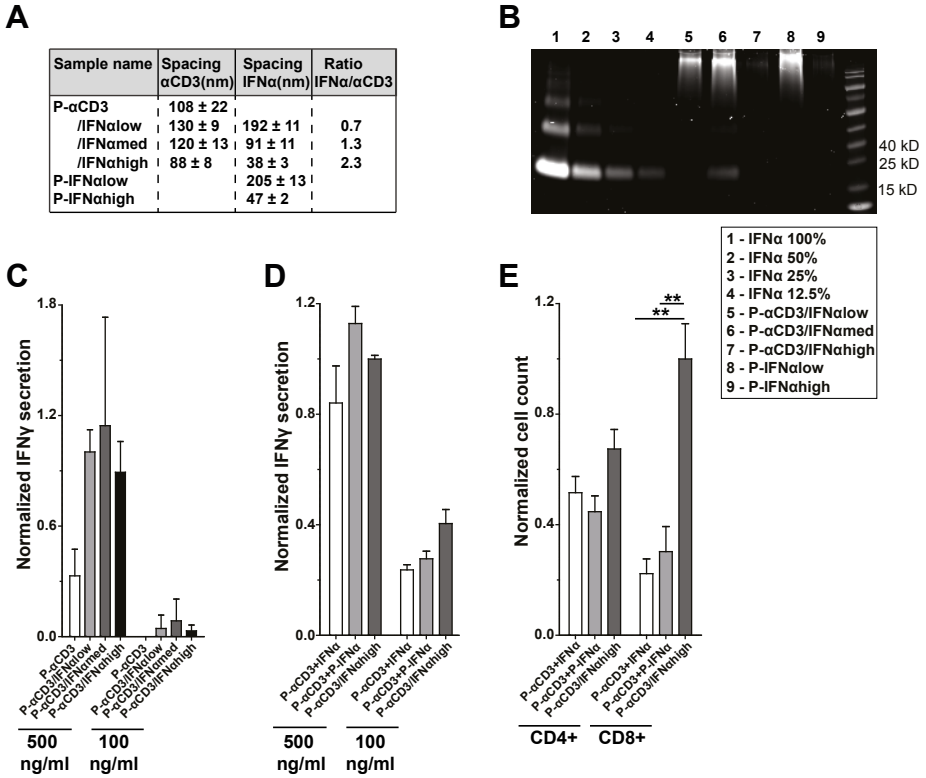 A
Sample name Spacing αCD3(nm) Spacing IFNα(nm) Ratio IFNα/αCD3
P-αCD3 108 ± 22
/IFNαlow 130 ± 9 192 ± 11 0.7
/IFNαmed 120 ± 13 91 ± 11 1.3
/IFNαhigh 88 ± 8 38 ± 3 2.3
P-IFNαlow 205 ± 13
P-IFNαhigh 47 ± 2
B
1 2 3 4 5 6 7 8 9
40 kD
25 kD
15 kD
1 - IFNα 100%
2 - IFNα 50%
3 - IFNα 25%
4 - IFNα 12.5%
5 - P-αCD3/IFNαlow
6 - P-αCD3/IFNαmed
7 - P-αCD3/IFNαhigh
8 - P-IFNαlow
9 - P-IFNαhigh
C
Normalized IFNγ secretion
1.8
1.2
0.6
0.0
P-αCD3
P-αCD3/IFNαlow
P-αCD3/IFNαmed
P-αCD3/IFNαhigh
P-αCD3
P-αCD3/IFNαlow
P-αCD3/IFNαmed
P-αCD3/IFNαhigh
500 ng/ml
100 ng/ml
D
Normalized IFNγ secretion
1.2
0.8
0.4
0.0
P-αCD3+IFNα
P-αCD3+P-IFNα
P-αCD3/IFNαhigh
P-αCD3+IFNα
P-αCD3+P-IFNα
P-αCD3/IFNαhigh
500 ng/ml
100 ng/ml
E
Normalized cell count
1.2
0.8
0.4
0.0
**
**
P-αCD3+IFNα
P-αCD3+P-IFNα
P-αCD3/IFNαhigh
P-αCD3+IFNα
P-αCD3+P-IFNα
P-αCD3/IFNαhigh
CD4+
CD8+